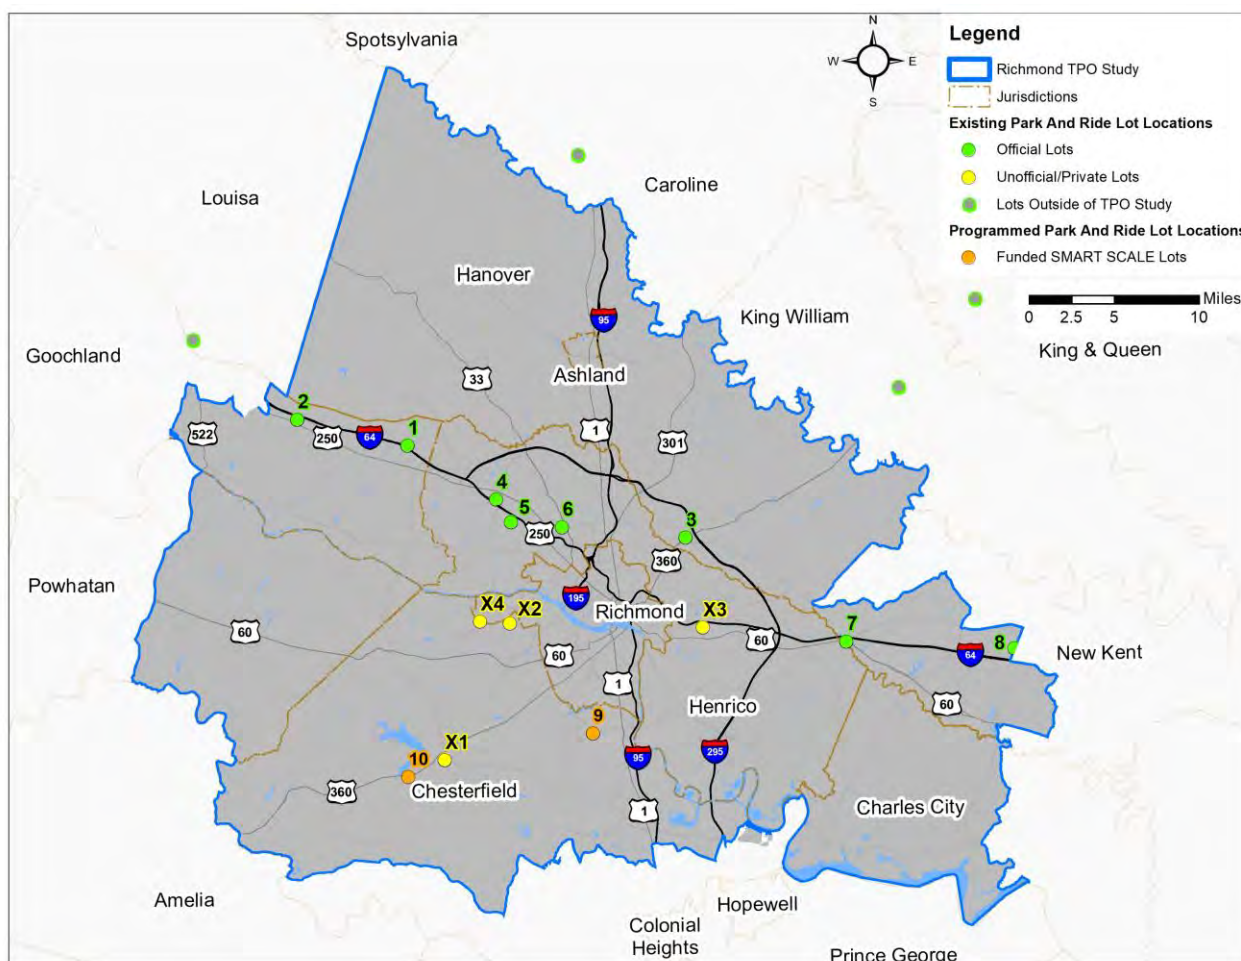 Spotsylvania
N
W
E
S
Legend
Richmond TPO Study
Jurisdictions
Existing Park And Ride Lot Locations
Official Lots
Unofficial/Private Lots
Lots Outside of TPO Study
Programmed Park And Ride Lot Locations
Funded SMART SCALE Lots
Miles
0 2.5 5 10
Louisa
Caroline
Hanover
95
King William
King & Queen
Goochland
33
Ashland
2
1
522
250
64
1
301
4
5
6
250
3
360
Powhatan
195
Richmond
X4
X2
X3
60
60
60
7
8
64
New Kent
60
1
Henrico
9
X1
10
95
295
360
Chesterfield
1
Charles City
Amelia
Hopewell
Colonial
Heights
Prince George